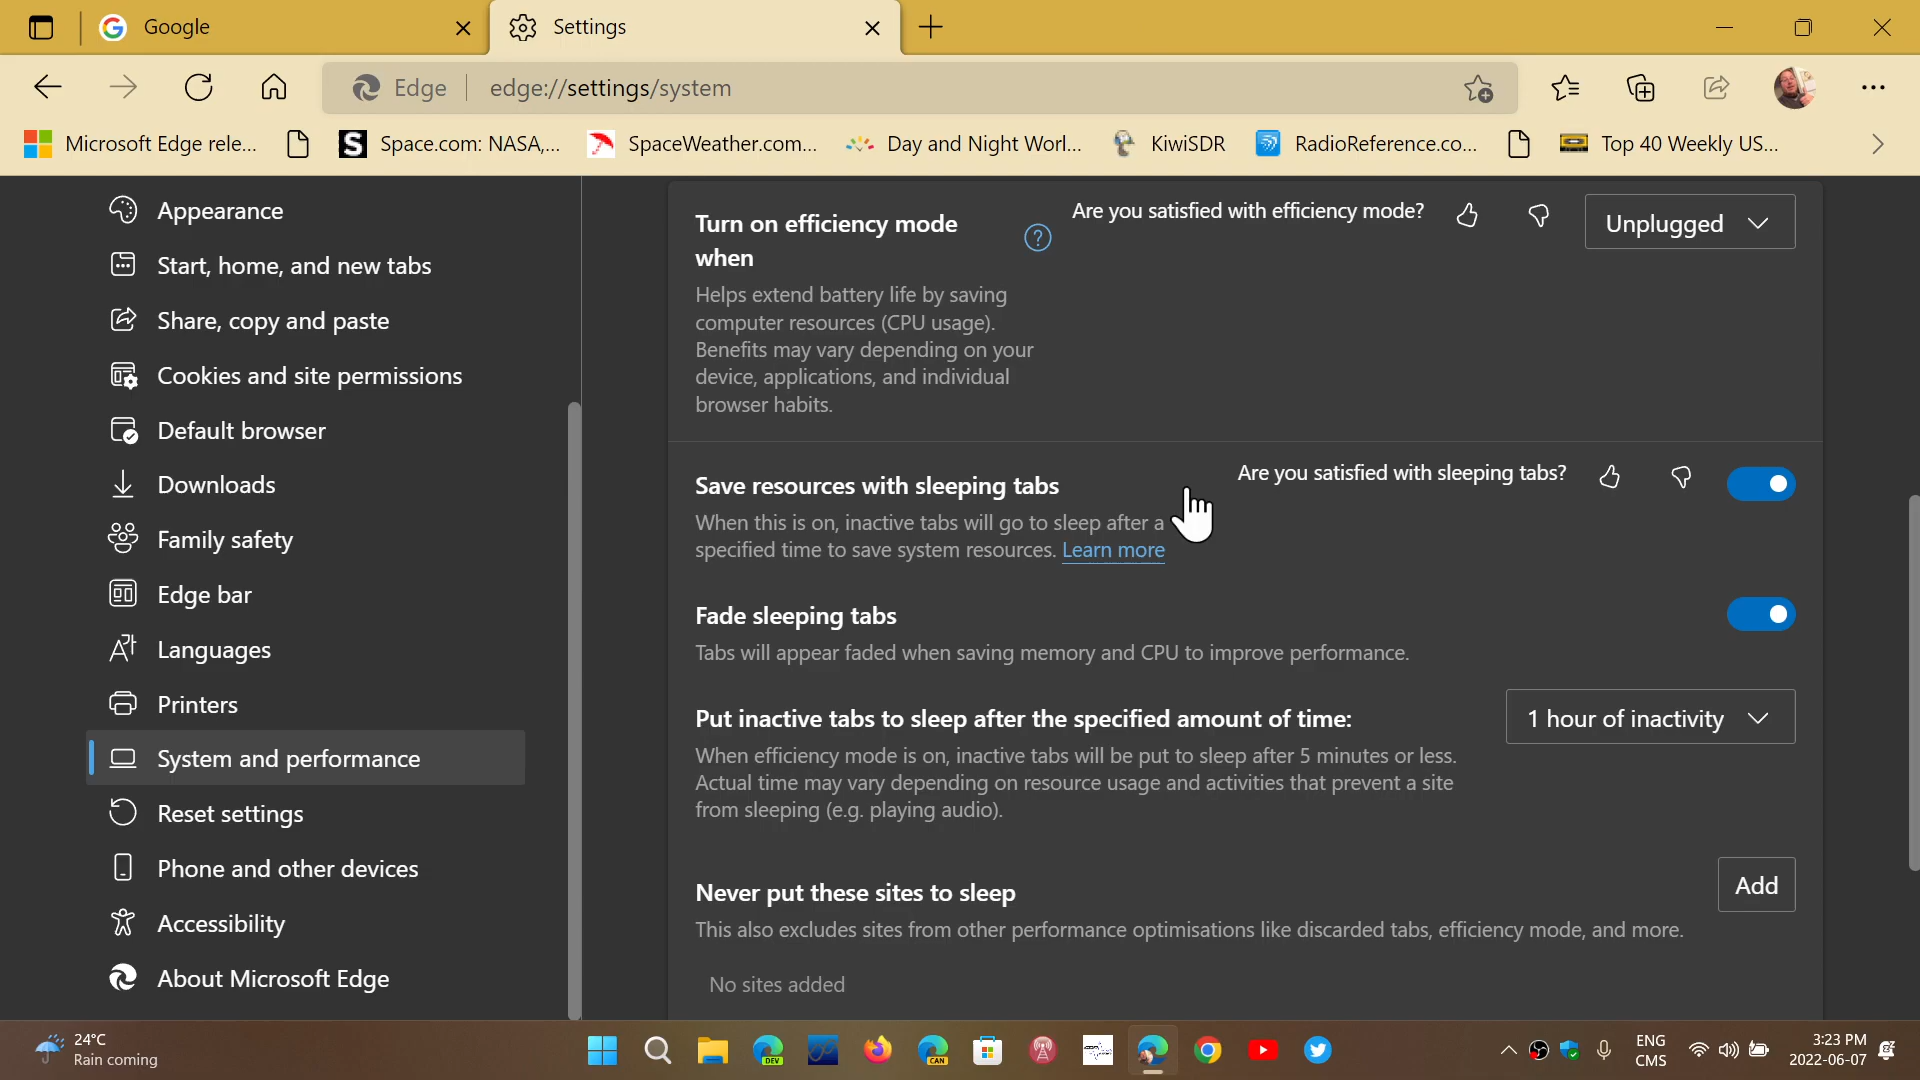 Google
Settings
Edge
edge://settings/system
Microsoft Edge rele...
Space.com: NASA,...
SpaceWeather.com...
Day and Night Worl...
KiwiSDR
RadioReference.co...
Top 40 Weekly US...
Appearance
Start, home, and new tabs
Share, copy and paste
Cookies and site permissions
Default browser
Downloads
Family safety
Edge bar
Languages
Printers
System and performance
Reset settings
Phone and other devices
Accessibility
About Microsoft Edge
Turn on efficiency mode
when
Are you satisfied with efficiency mode?
Unplugged
Helps extend battery life by saving
computer resources (CPU usage).
Benefits may vary depending on your
device, applications, and individual
browser habits.
Save resources with sleeping tabs
Are you satisfied with sleeping tabs?
When this is on, inactive tabs will go to sleep after a
specified time to save system resources. Learn more
Fade sleeping tabs
Tabs will appear faded when saving memory and CPU to improve performance.
Put inactive tabs to sleep after the specified amount of time:
1 hour of inactivity
When efficiency mode is on, inactive tabs will be put to sleep after 5 minutes or less.
Actual time may vary depending on resource usage and activities that prevent a site
from sleeping (e.g. playing audio).
Never put these sites to sleep
Add
This also excludes sites from other performance optimisations like discarded tabs, efficiency mode, and more.
No sites added
24°C
Rain coming
DEV
CAN
ENG
CMS
3:23 PM
2022-06-07